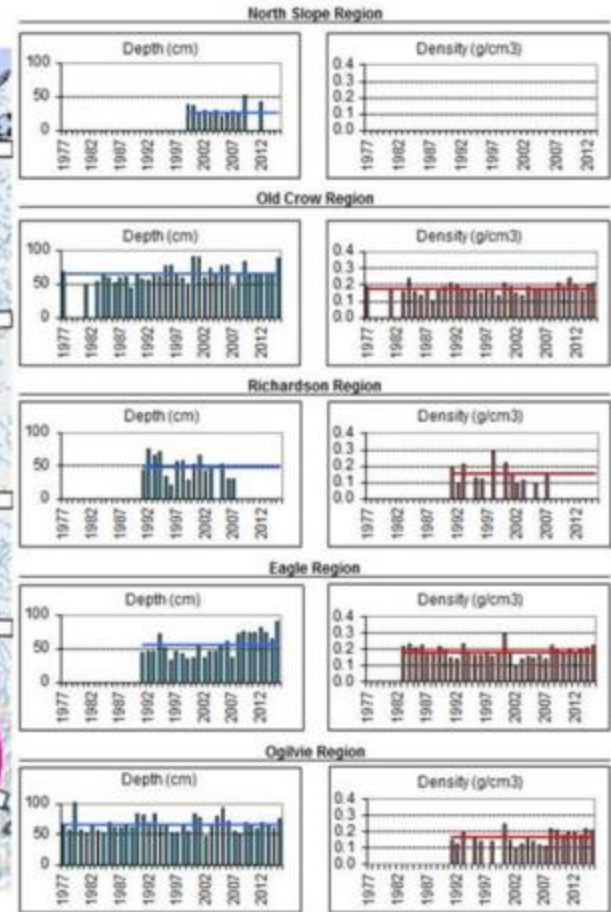 North Slope Region
Depth (cm)
100
50
0
1977 1982 1987 1992 1997 2002 2007 2012
Density (g/cm3)
0.4
0.3
0.2
0.1
0.0
1977 1982 1987 1992 1997 2002 2007 2012
Old Crow Region
Depth (cm)
100
50
0
1977 1982 1987 1992 1997 2002 2007 2012
Density (g/cm3)
0.4
0.3
0.2
0.1
0.0
1977 1982 1987 1992 1997 2002 2007 2012
Richardson Region
Depth (cm)
100
50
0
1977 1982 1987 1992 1997 2002 2007 2012
Density (g/cm3)
0.4
0.3
0.2
0.1
0.0
1977 1982 1987 1992 1997 2002 2007 2012
Eagle Region
Depth (cm)
100
50
0
1977 1982 1987 1992 1997 2002 2007 2012
Density (g/cm3)
0.4
0.3
0.2
0.1
0.0
1977 1982 1987 1992 1997 2002 2007 2012
Ogilvie Region
Depth (cm)
100
50
0
1977 1982 1987 1992 1997 2002 2007 2012
Density (g/cm3)
0.4
0.3
0.2
0.1
0.0
1977 1982 1987 1992 1997 2002 2007 2012